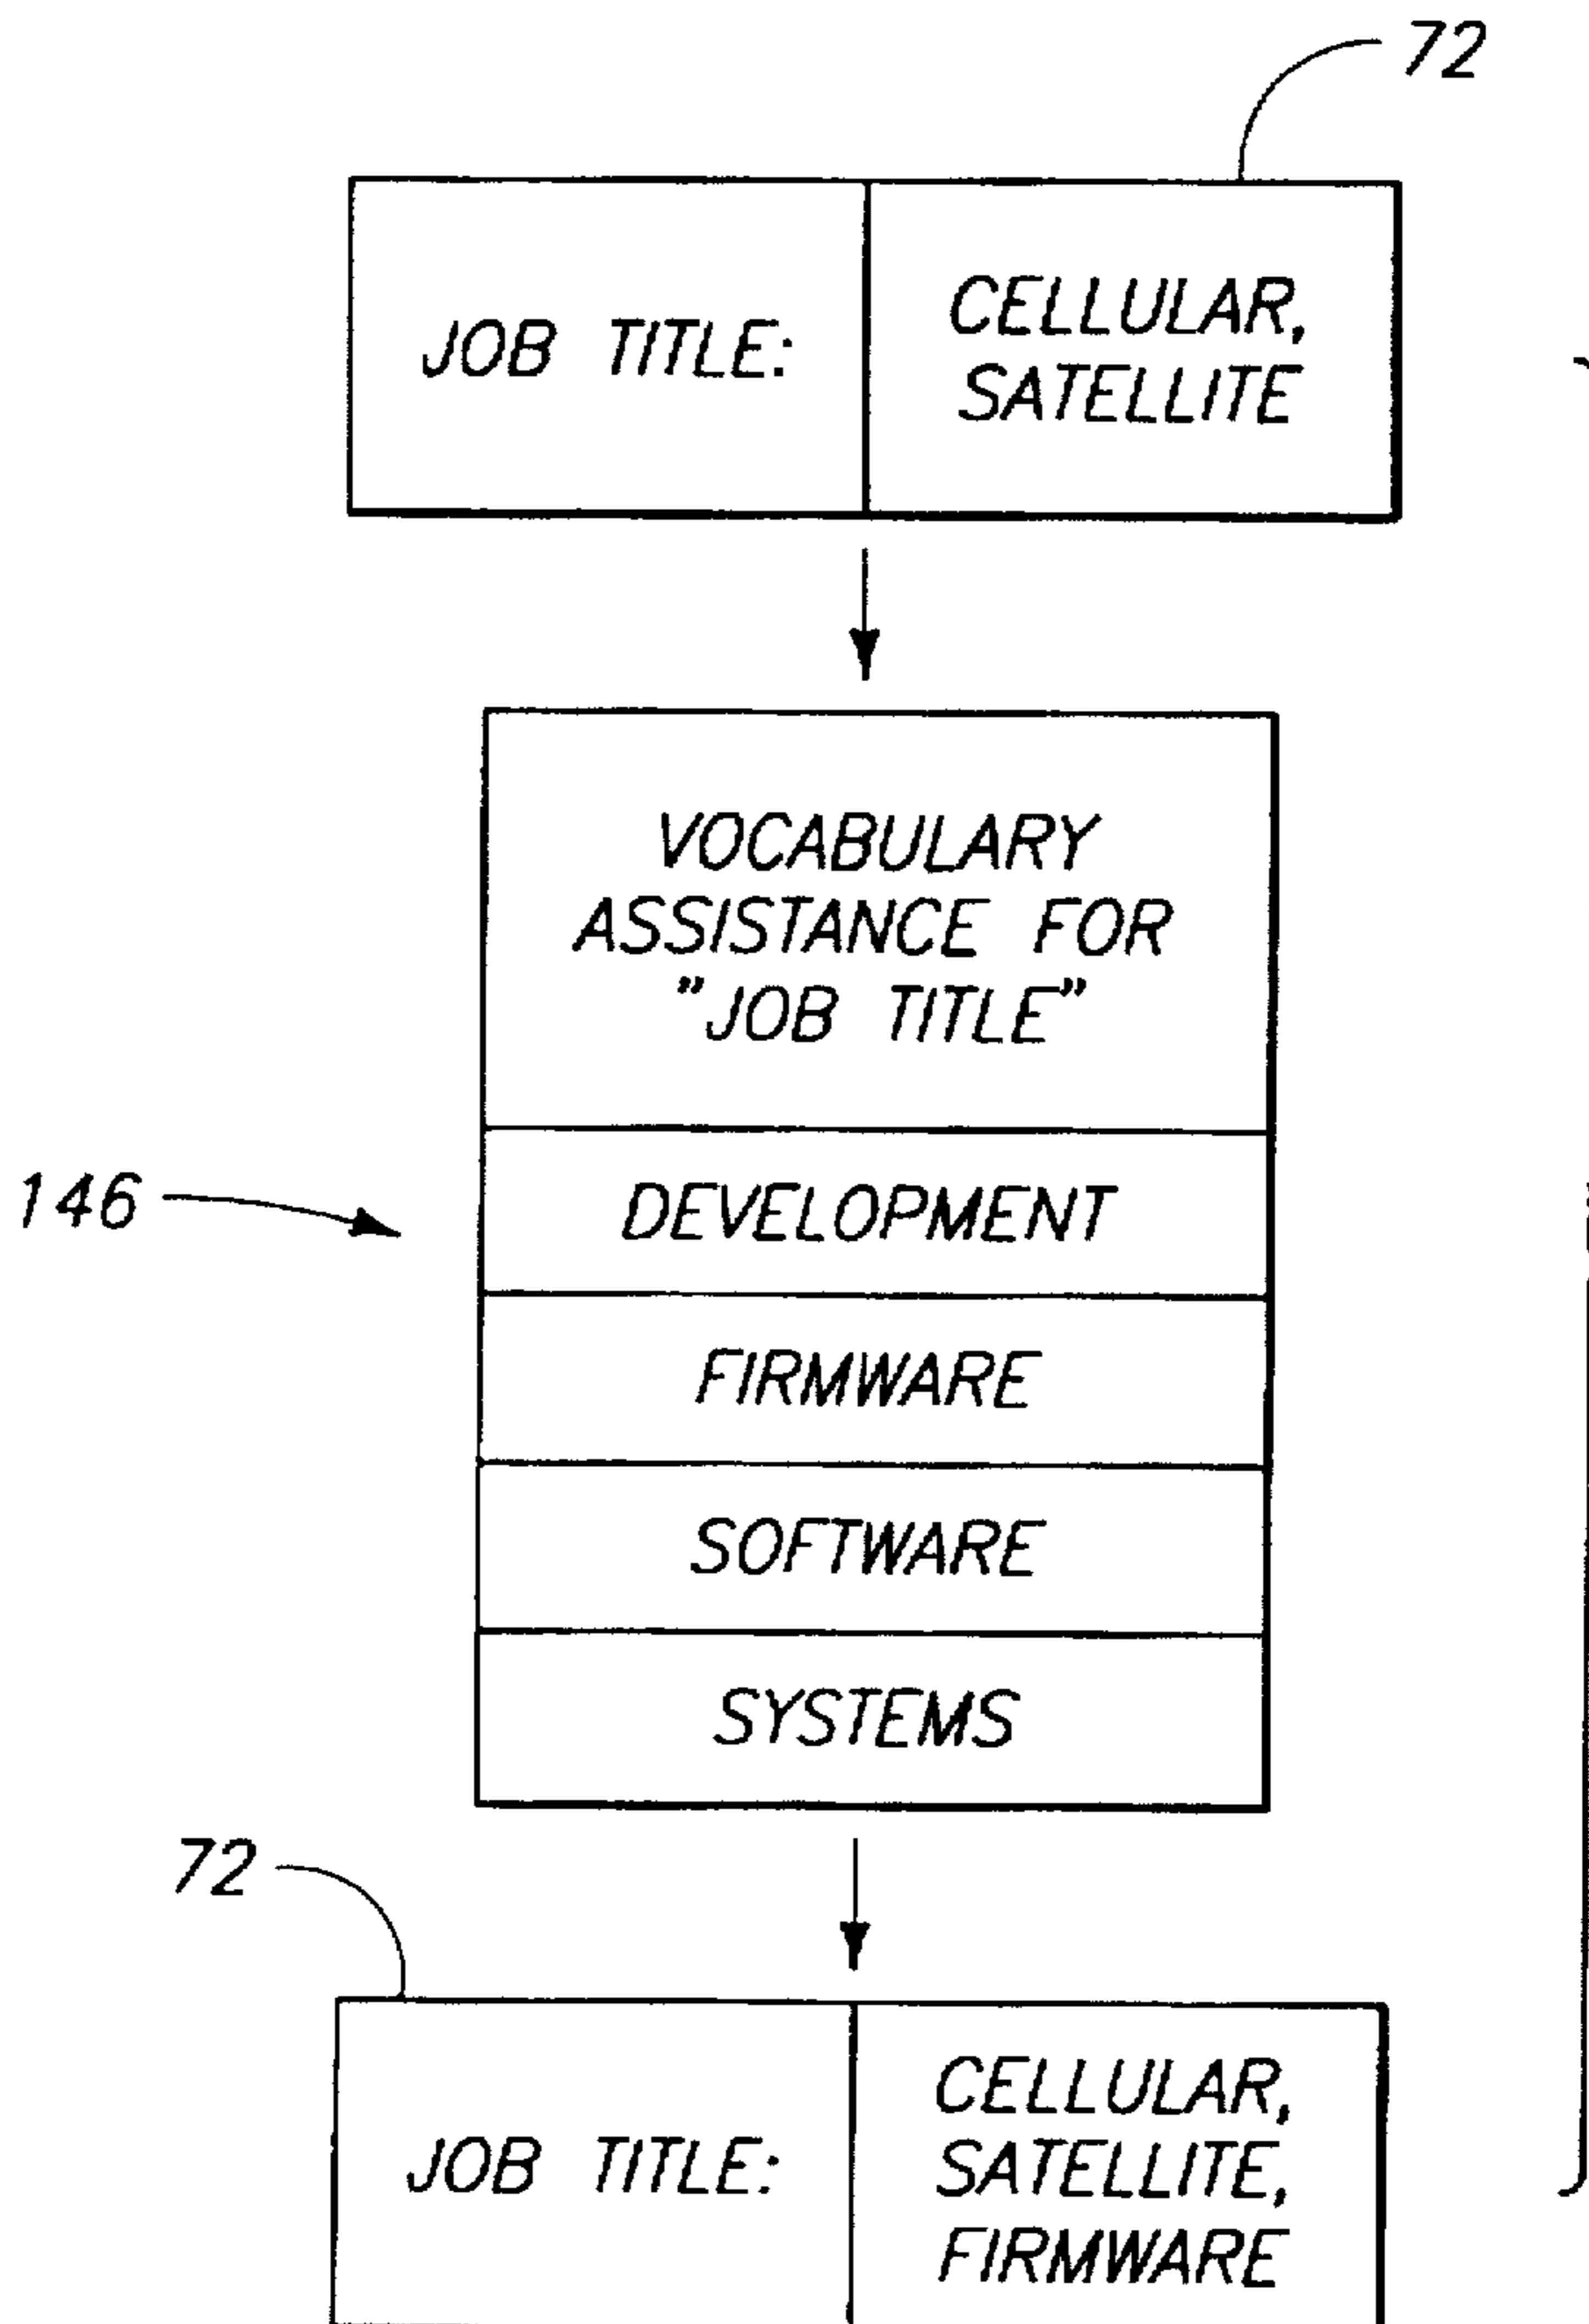 72
JOB TITLE:
CELLULAR,
SATELLITE
VOCABULARY
ASSISTANCE FOR
"JOB TITLE"
146
DEVELOPMENT
FIRMWARE
SOFTWARE
SYSTEMS
72
JOB TITLE:
CELLULAR,
SATELLITE,
FIRMWARE